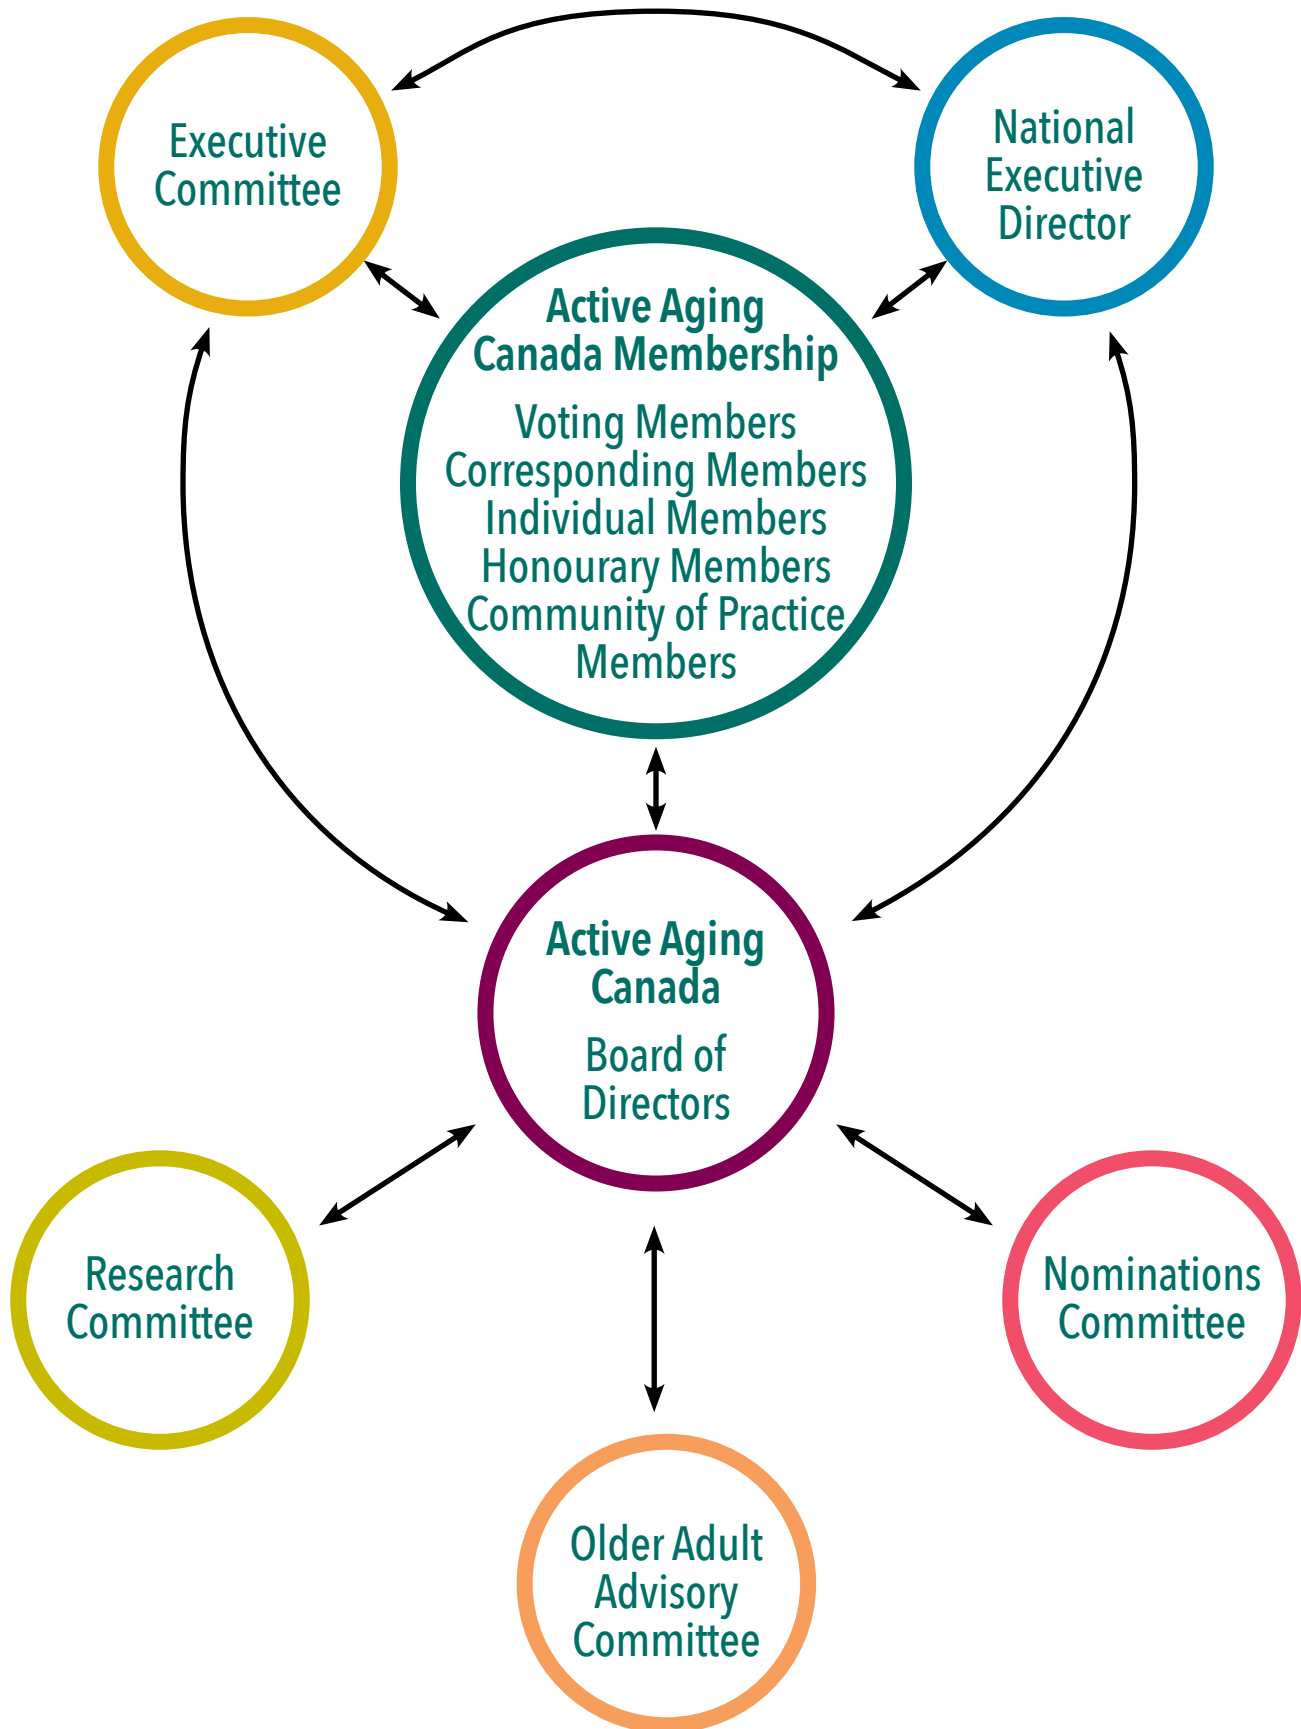 Executive
Committee
National
Executive
Director
Active Aging
Canada Membership
Voting Members
Corresponding Members
Individual Members
Honourary Members
Community of Practice
Members
Active Aging
Canada
Board of
Directors
Research
Committee
Nominations
Committee
Older Adult
Advisory
Committee